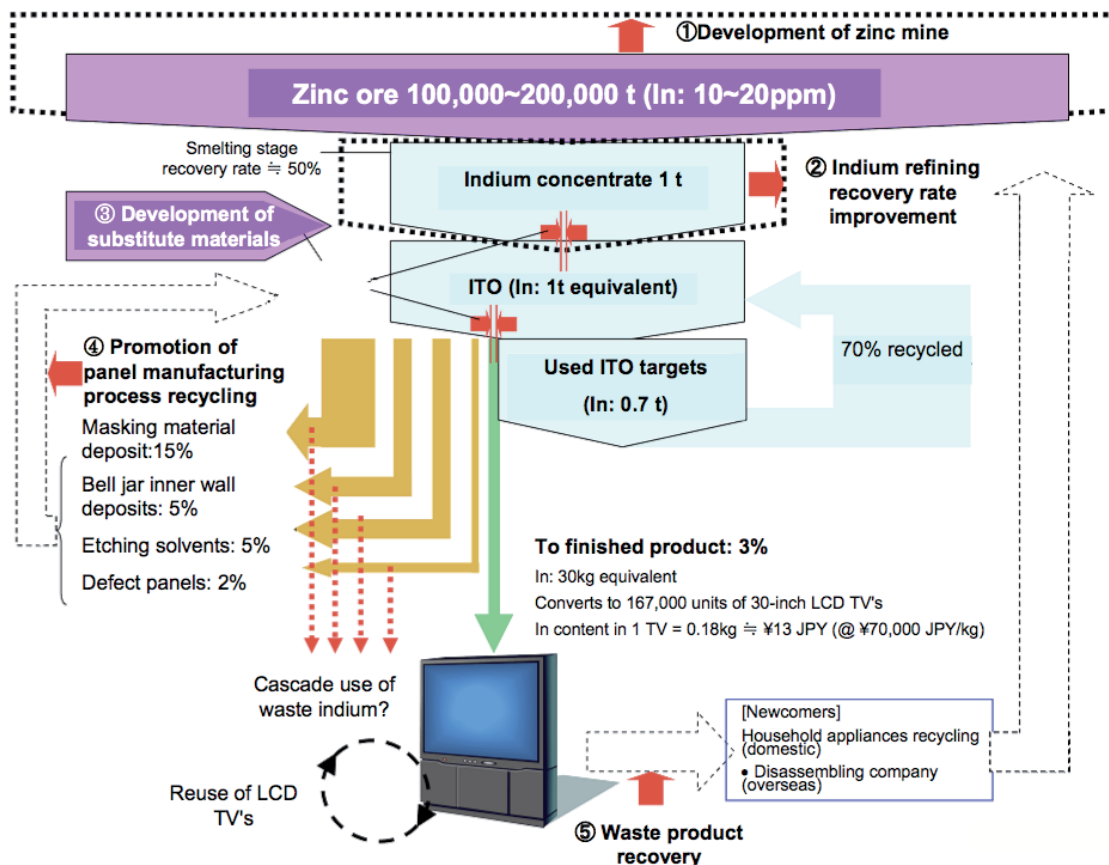 ①Development of zinc mine
Zinc ore 100,000~200,000 t (In: 10~20ppm)
Smelting stage
recovery rate ≒ 50%
Indium concentrate 1 t
② Indium refining
recovery rate
improvement
③ Development of
substitute materials
ITO (In: 1t equivalent)
70% recycled
Used ITO targets
(In: 0.7 t)
④ Promotion of
panel manufacturing
process recycling
Masking material
deposit:15%
Bell jar inner wall
deposits: 5%
Etching solvents: 5%
Defect panels: 2%
To finished product: 3%
In: 30kg equivalent
Converts to 167,000 units of 30-inch LCD TV's
In content in 1 TV = 0.18kg ≒ ¥13 JPY (@ ¥70,000 JPY/kg)
Cascade use of
waste indium?
Reuse of LCD
TV's
[Newcomers]
Household appliances recycling
(domestic)
• Disassembling company
(overseas)
⑤ Waste product
recovery